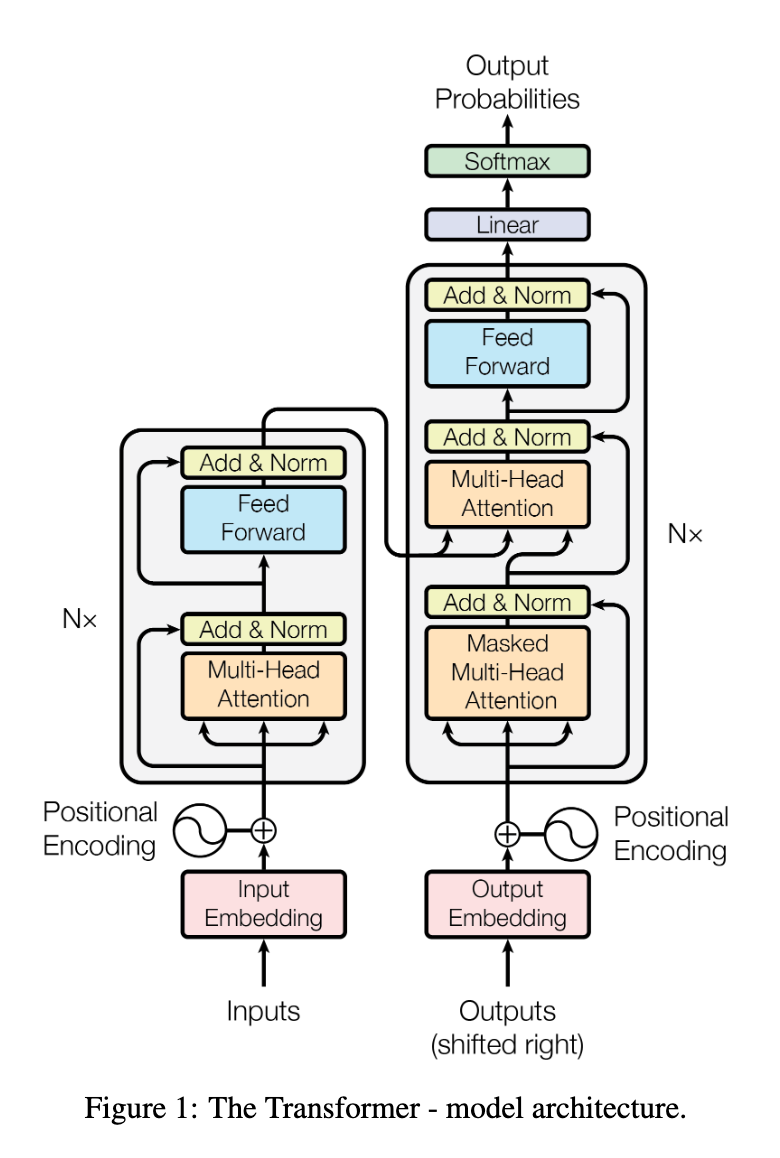 Output
Probabilities
Softmax
Linear
Add & Norm
Feed
Forward
Add & Norm
Multi-Head
Attention
Add & Norm
Masked
Multi-Head
Attention
N×
Add & Norm
Feed
Forward
Add & Norm
Multi-Head
Attention
N×
Positional
Encoding
Positional
Encoding
Input
Embedding
Output
Embedding
Inputs
Outputs
(shifted right)
Figure 1: The Transformer - model architecture.